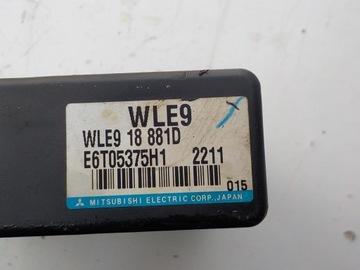 WLE9
WLE9 18 881D
E6T05375H1 2211
015
MITSUBISHI ELECTRIC CORP., JAPAN